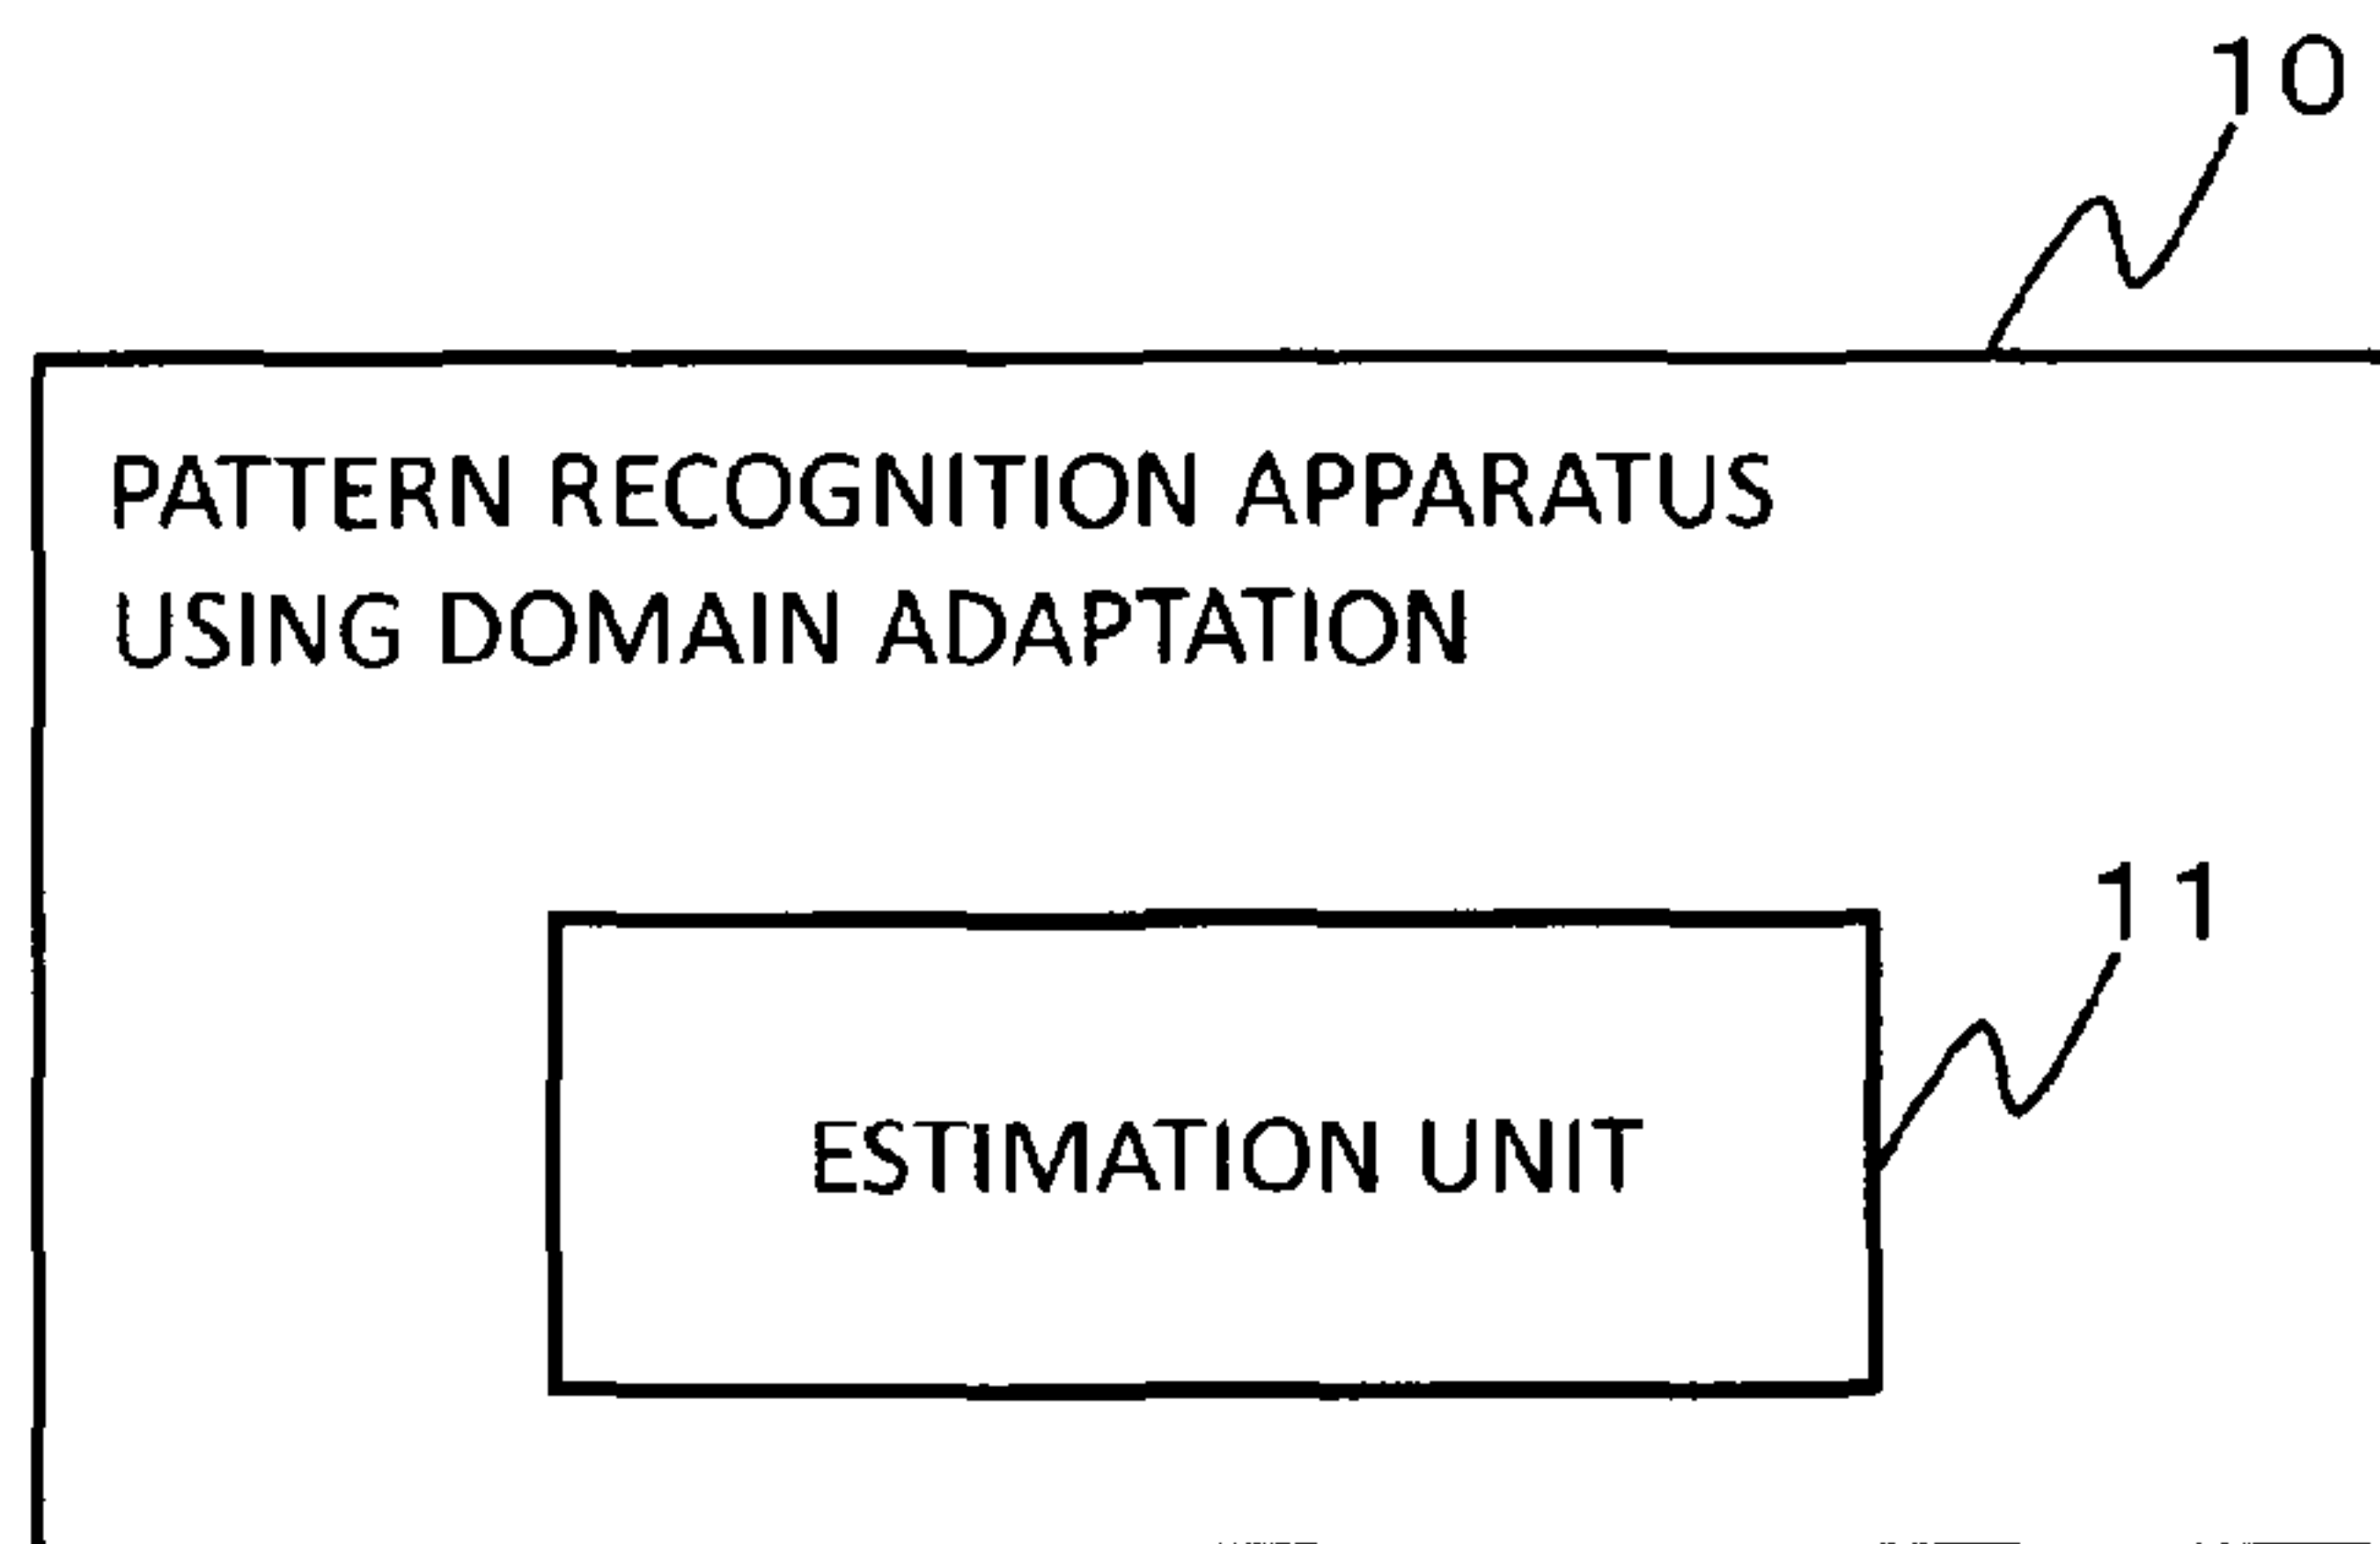 10
PATTERN RECOGNITION APPARATUS
USING DOMAIN ADAPTATION
11
ESTIMATION UNIT